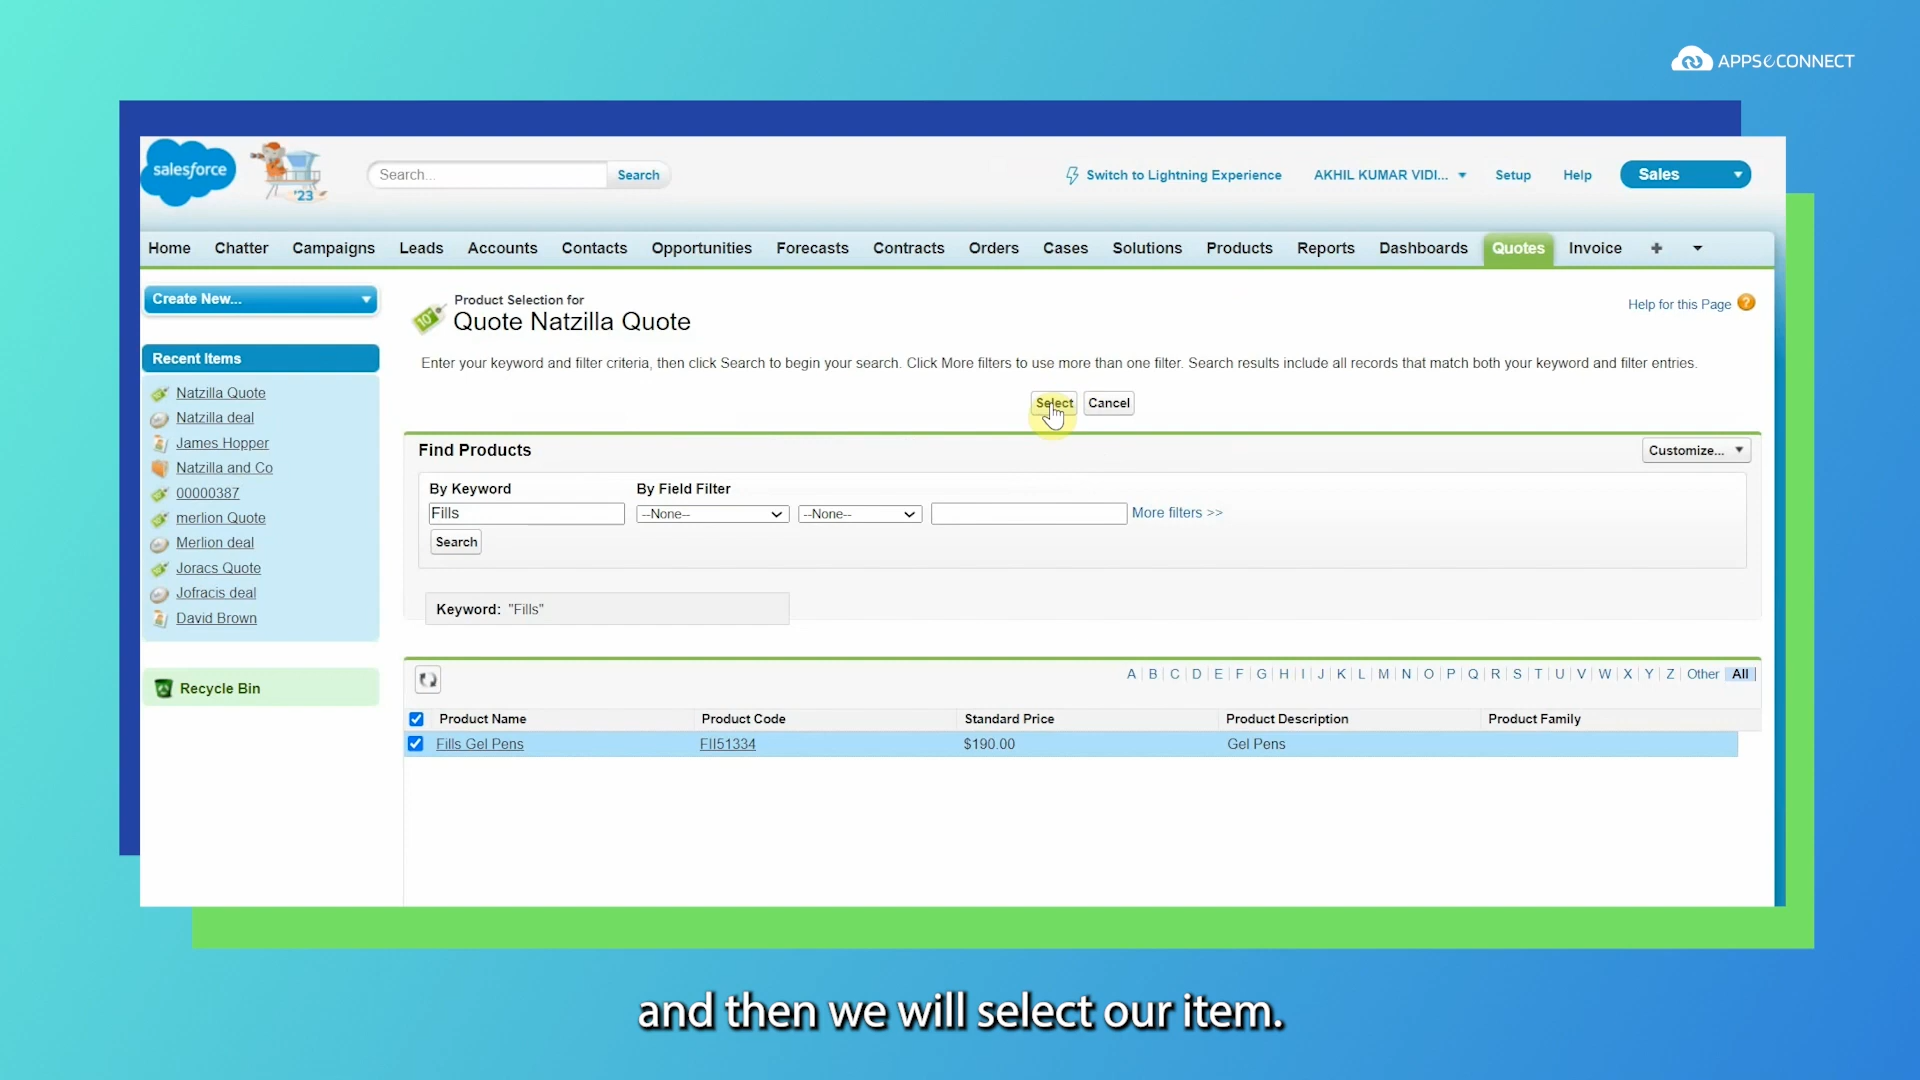 APPSeCONNECT
salesforce
'23
Search...
Search
Switch to Lightning Experience
AKHIL KUMAR VIDI...
Setup
Help
Sales
Home Chatter Campaigns Leads Accounts Contacts Opportunities Forecasts Contracts Orders Cases Solutions Products Reports Dashboards Quotes Invoice +
Create New...
Recent Items
Natzilla Quote
Natzilla deal
James Hopper
Natzilla and Co
00000387
merlion Quote
Merlion deal
Joracs Quote
Jofracis deal
David Brown
Recycle Bin
Product Selection for
Quote Natzilla Quote
Help for this Page ?
Enter your keyword and filter criteria, then click Search to begin your search. Click More filters to use more than one filter. Search results include all records that match both your keyword and filter entries.
Select Cancel
Find Products
Customize...
By Keyword By Field Filter
Fills --None-- --None-- More filters >>
Search
Keyword: "Fills"
A B C D E F G H I J K L M N O P Q R S T U V W X Y Z Other All
Product Name Product Code Standard Price Product Description Product Family
Fills Gel Pens FIl51334 $190.00 Gel Pens
and then we will select our item.